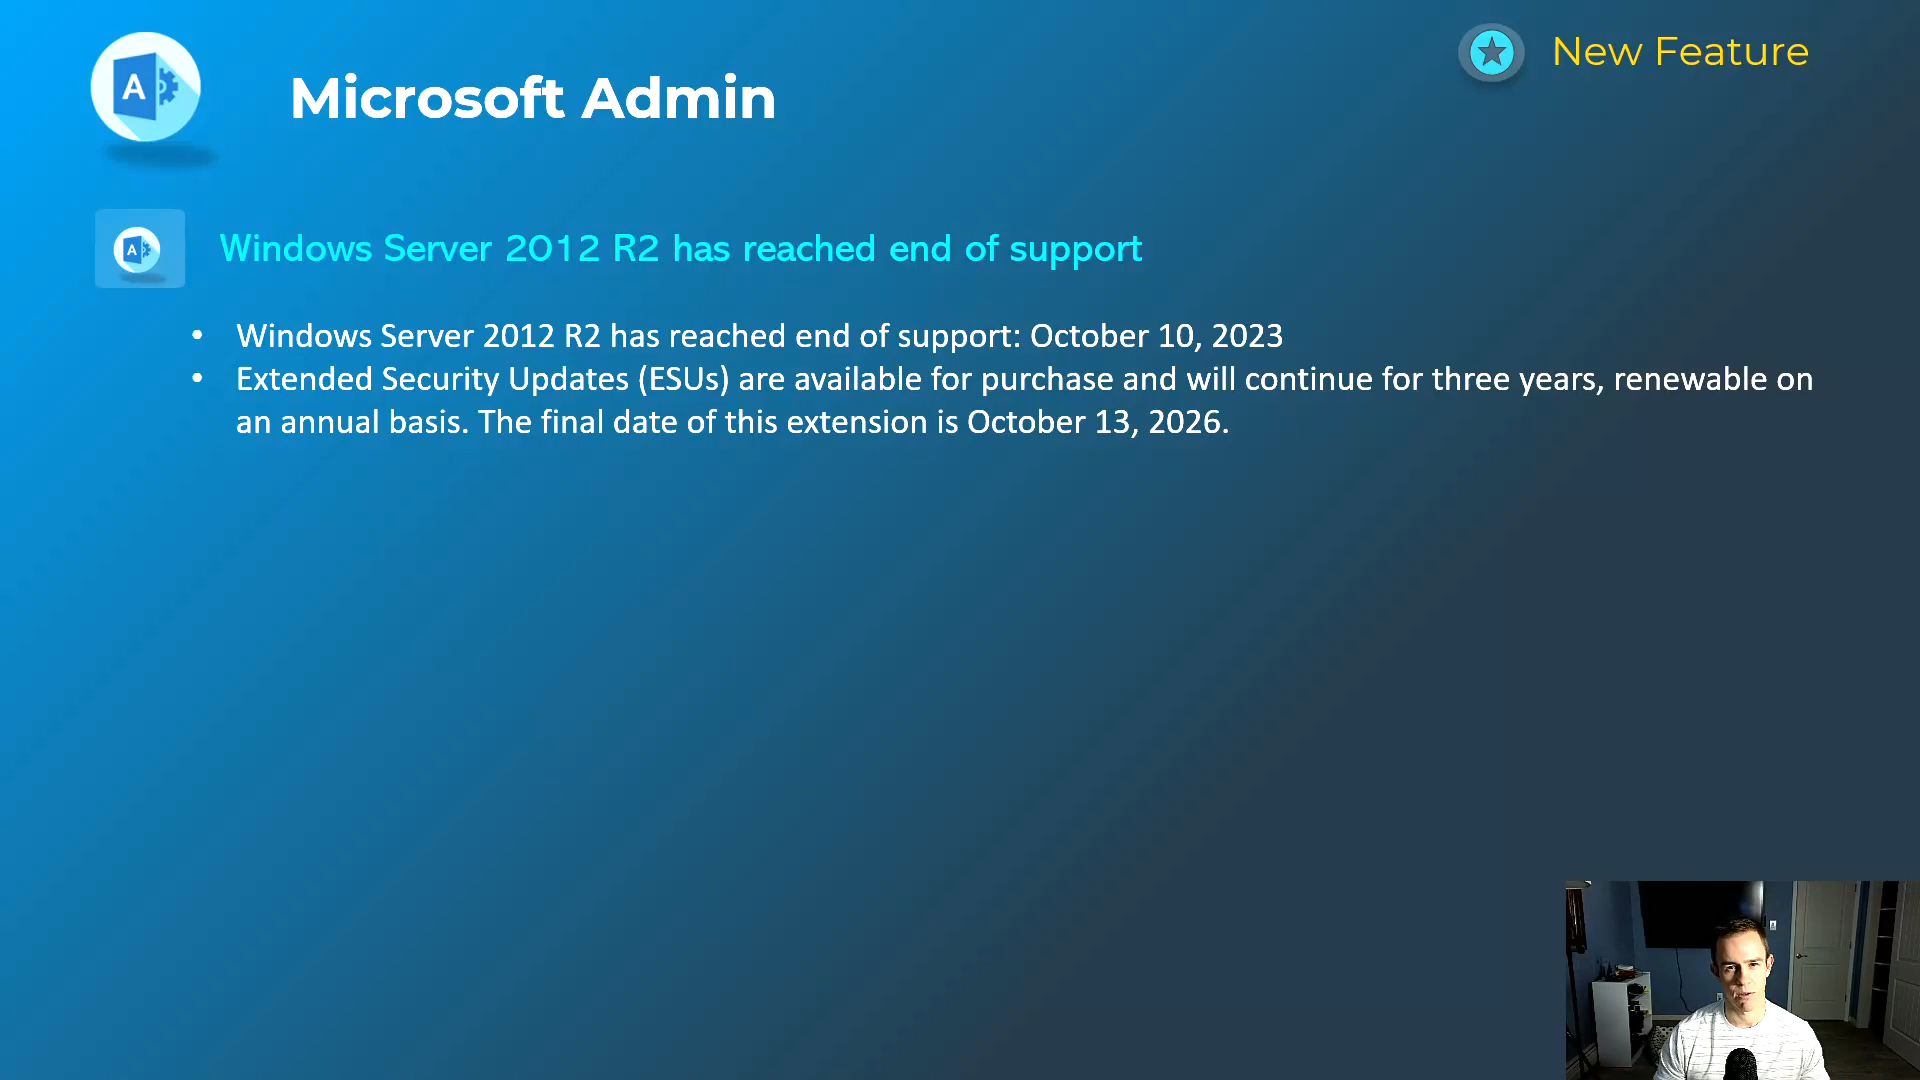 A
Microsoft Admin
New Feature
A
Windows Server 2012 R2 has reached end of support
• Windows Server 2012 R2 has reached end of support: October 10, 2023
• Extended Security Updates (ESUs) are available for purchase and will continue for three years, renewable on
an annual basis. The final date of this extension is October 13, 2026.